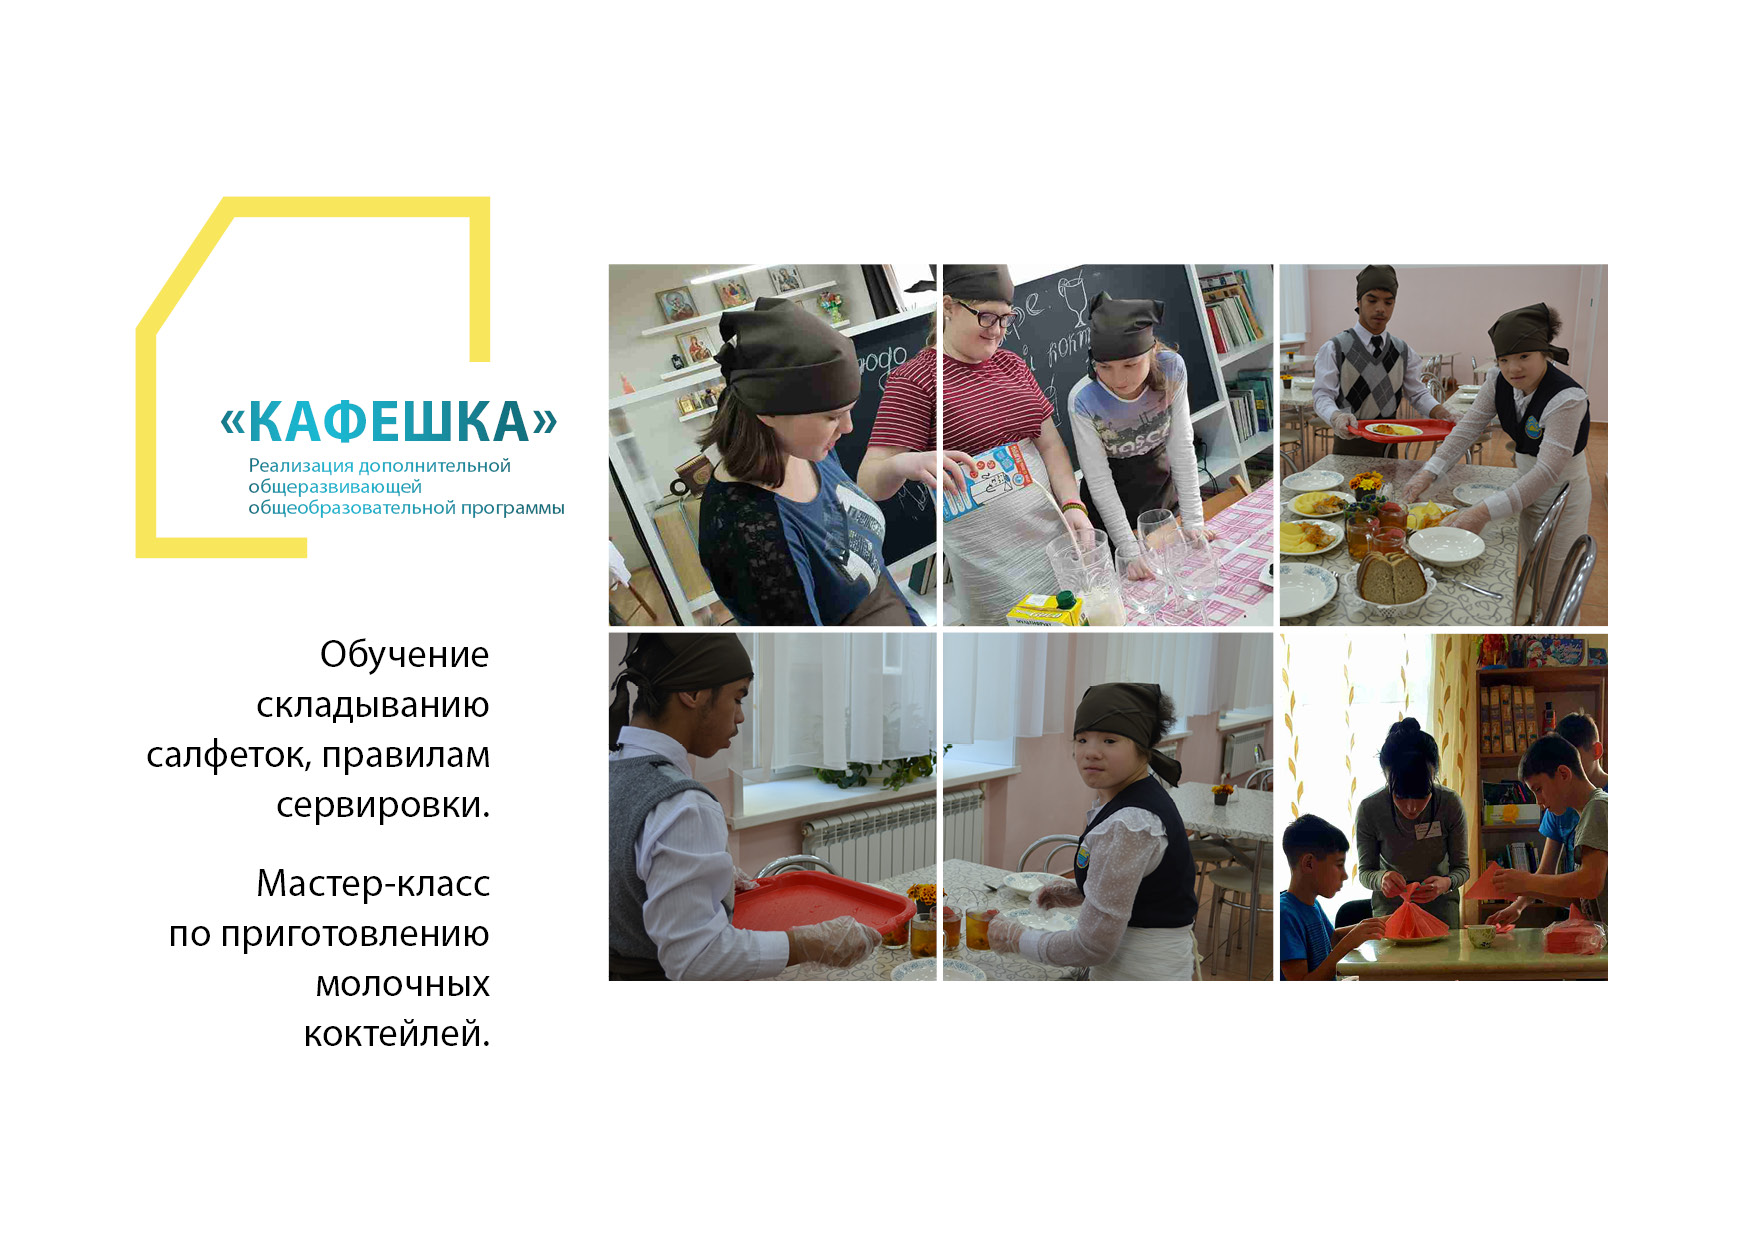 «КАФЕШКА»
Реализация дополнительной
общеразвивающей
общеобразовательной программы
Обучение
складыванию
салфеток, правилам
сервировки.
Мастер-класс
по приготовлению
молочных
коктейлей.